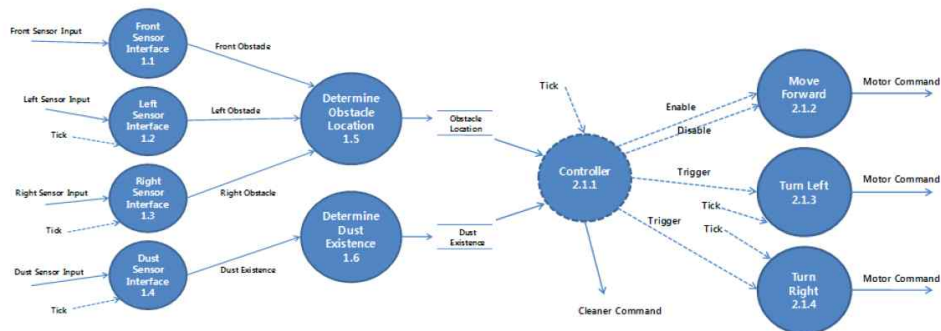 Front Sensor Input
Front
Sensor
Interface
1.1
Front Obstade
Left Sensor Input
Tick
Left
Sensor
Interface
1.2
Left Obstade
Right Sensor Input
Tick
Right
Sensor
Interface
1.3
Right Obstacle
Dust Sensor Input
Tick
Dust
Sensor
Interface
1.4
Dust Existence
Determine
Obstacle
Location
1.5
Obstacle
Location
Determine
Dust
Existence
1.6
Dust
Existence
Tick
Controller
2.1.1
Cleaner Command
Enable
Disable
Trigger
Trigger
Tick
Tick
Move
Forward
2.1.2
Motor Command
Turn Left
2.1.3
Motor Command
Turn
Right
2.1.4
Motor Command